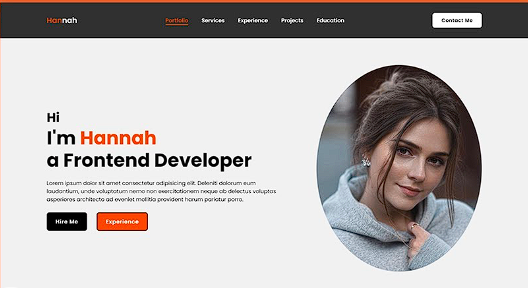 Hannah
Portfolio Services Experience Projects Education
Contact Me
Hi
I'm Hannah
a Frontend Developer
Lorem ipsum dolor sit amet consectetur adipisicing elit. Deleniti dolorum eum
laudantium, unde voluptatum nemo non exercitationem neque ab delectus voluptas
asperiores architecto ad eveniet mollitia provident harum pariatur porro.
Hire Me
Experience